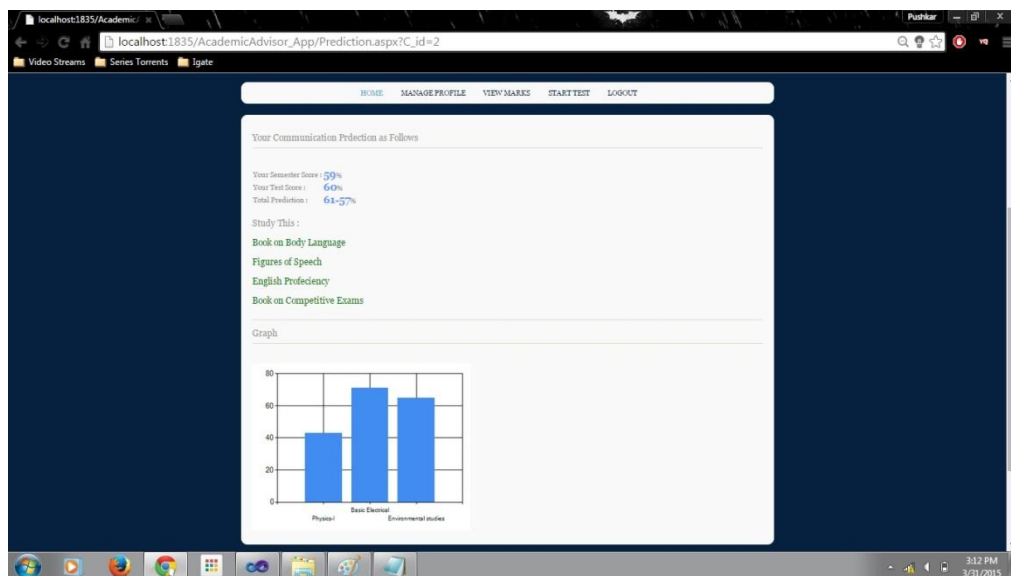 localhost:1835/Academic/
Pushkar
localhost:1835/AcademicAdvisor_App/Prediction.aspx?C_id=2
Video Streams Series Torrents Igate
HOME MANAGE PROFILE VIEW MARKS START TEST LOGOUT
Your Communication Prdection as Follows
Your Semester Score : 59%
Your Test Score : 60%
Total Prediction : 61-57%
Study This :
Book on Body Language
Figures of Speech
English Profeciency
Book on Competitive Exams
Graph
80
60
40
20
0
Basic Electrical
Physics-I Environmental studies
3:12 PM
3/31/2015